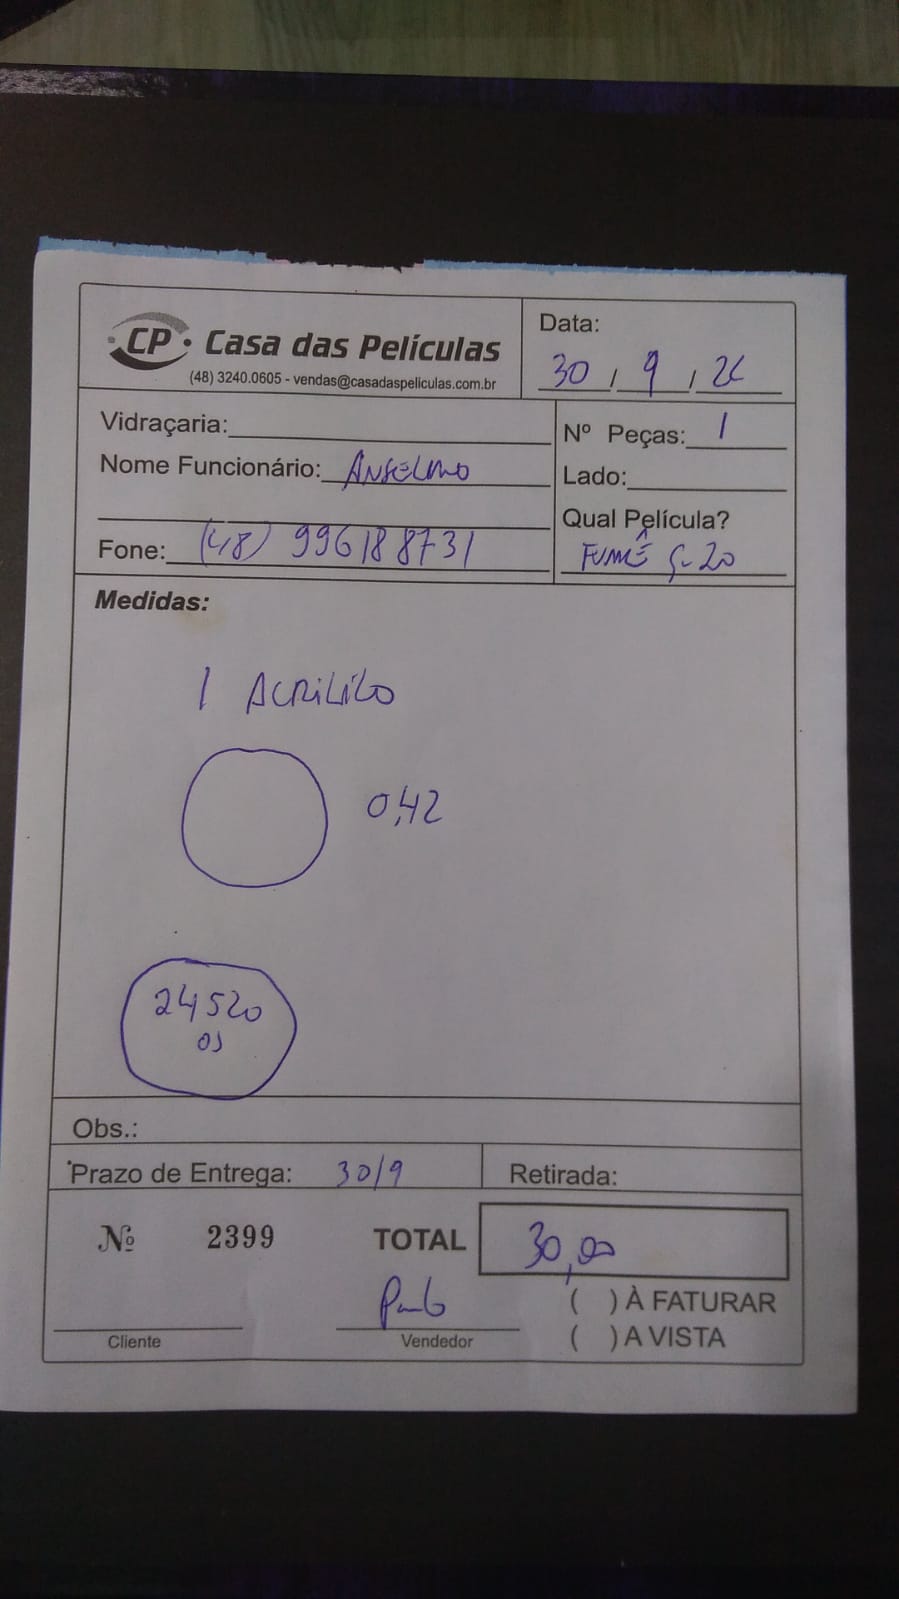 CP Casa das Películas
(48) 3240.0605 - vendas@casadaspeliculas.com.br
Data:
30 / 9 / 2
Vidraçaria:
Nome Funcionário: ANSELMO
Fone: (48) 996188731
Nº Peças: 1
Lado:
Qual Película?
FUMÊ G-20
Medidas:
1 ACRILICO
0,42
24520
OS
Obs.:
Prazo de Entrega: 30/9
Retirada:
Nº 2399
TOTAL 30,00
( ) À FATURAR
( ) A VISTA
Cliente
Vendedor